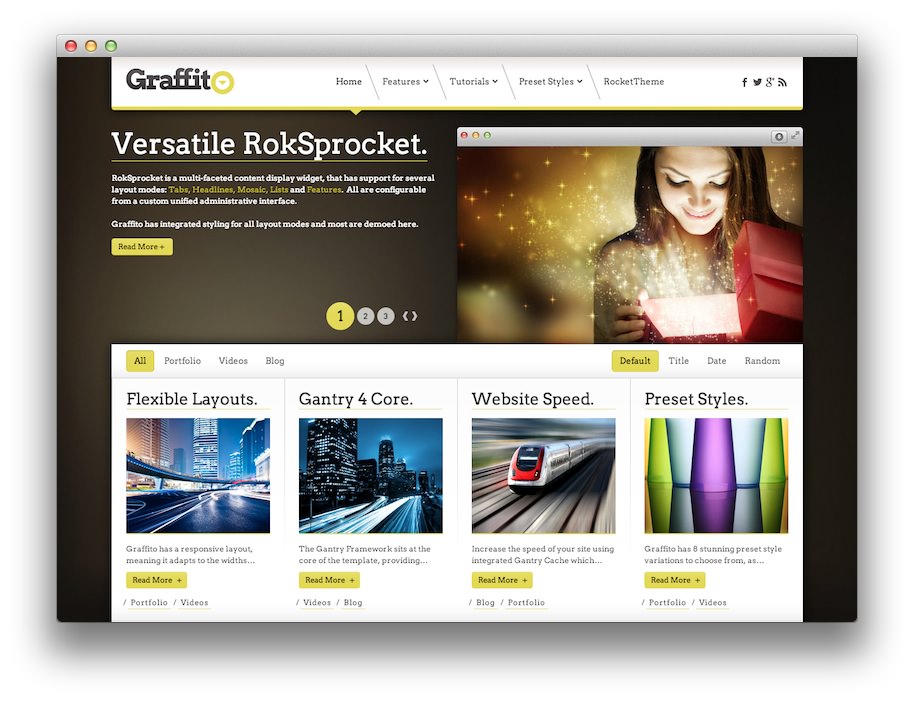 Graffito
Home Features Tutorials Preset Styles RocketTheme
Versatile RokSprocket.
RokSprocket is a multi-faceted content display widget, that has support for several
layout modes: Tabs, Headlines, Mosaic, Lists and Features. All are configurable
from a custom unified administrative interface.
Graffito has integrated styling for all layout modes and most are demoed here.
Read More +
1 2 3
All Portfolio Videos Blog
Default Title Date Random
Flexible Layouts.
Graffito has a responsive layout,
meaning it adapts to the widths...
Read More +
/ Portfolio / Videos
Gantry 4 Core.
The Gantry Framework sits at the
core of the template, providing...
Read More +
/ Videos / Blog
Website Speed.
Increase the speed of your site using
integrated Gantry Cache which...
Read More +
/ Blog / Portfolio
Preset Styles.
Graffito has 8 stunning preset style
variations to choose from, as...
Read More +
/ Portfolio / Videos